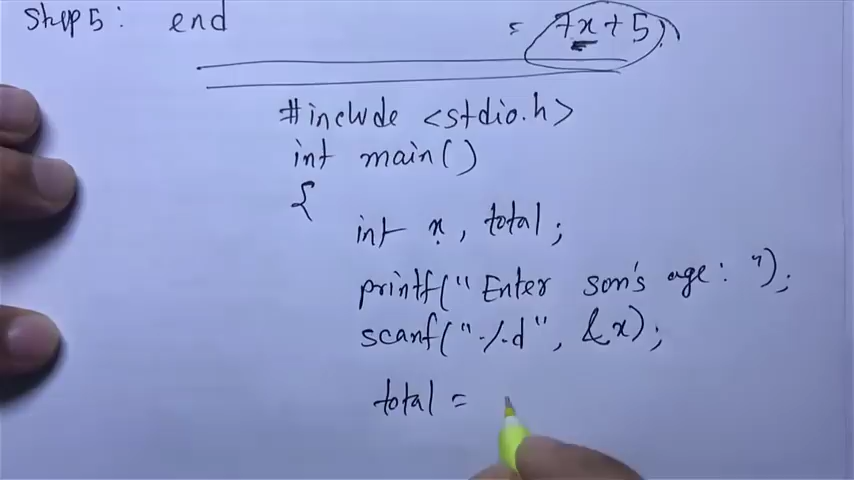 Step 5: end
= 7x + 5
#include <stdio.h>
int main()
{
int x, total;
printf("Enter son's age: ");
scanf("%d", &x);
total =